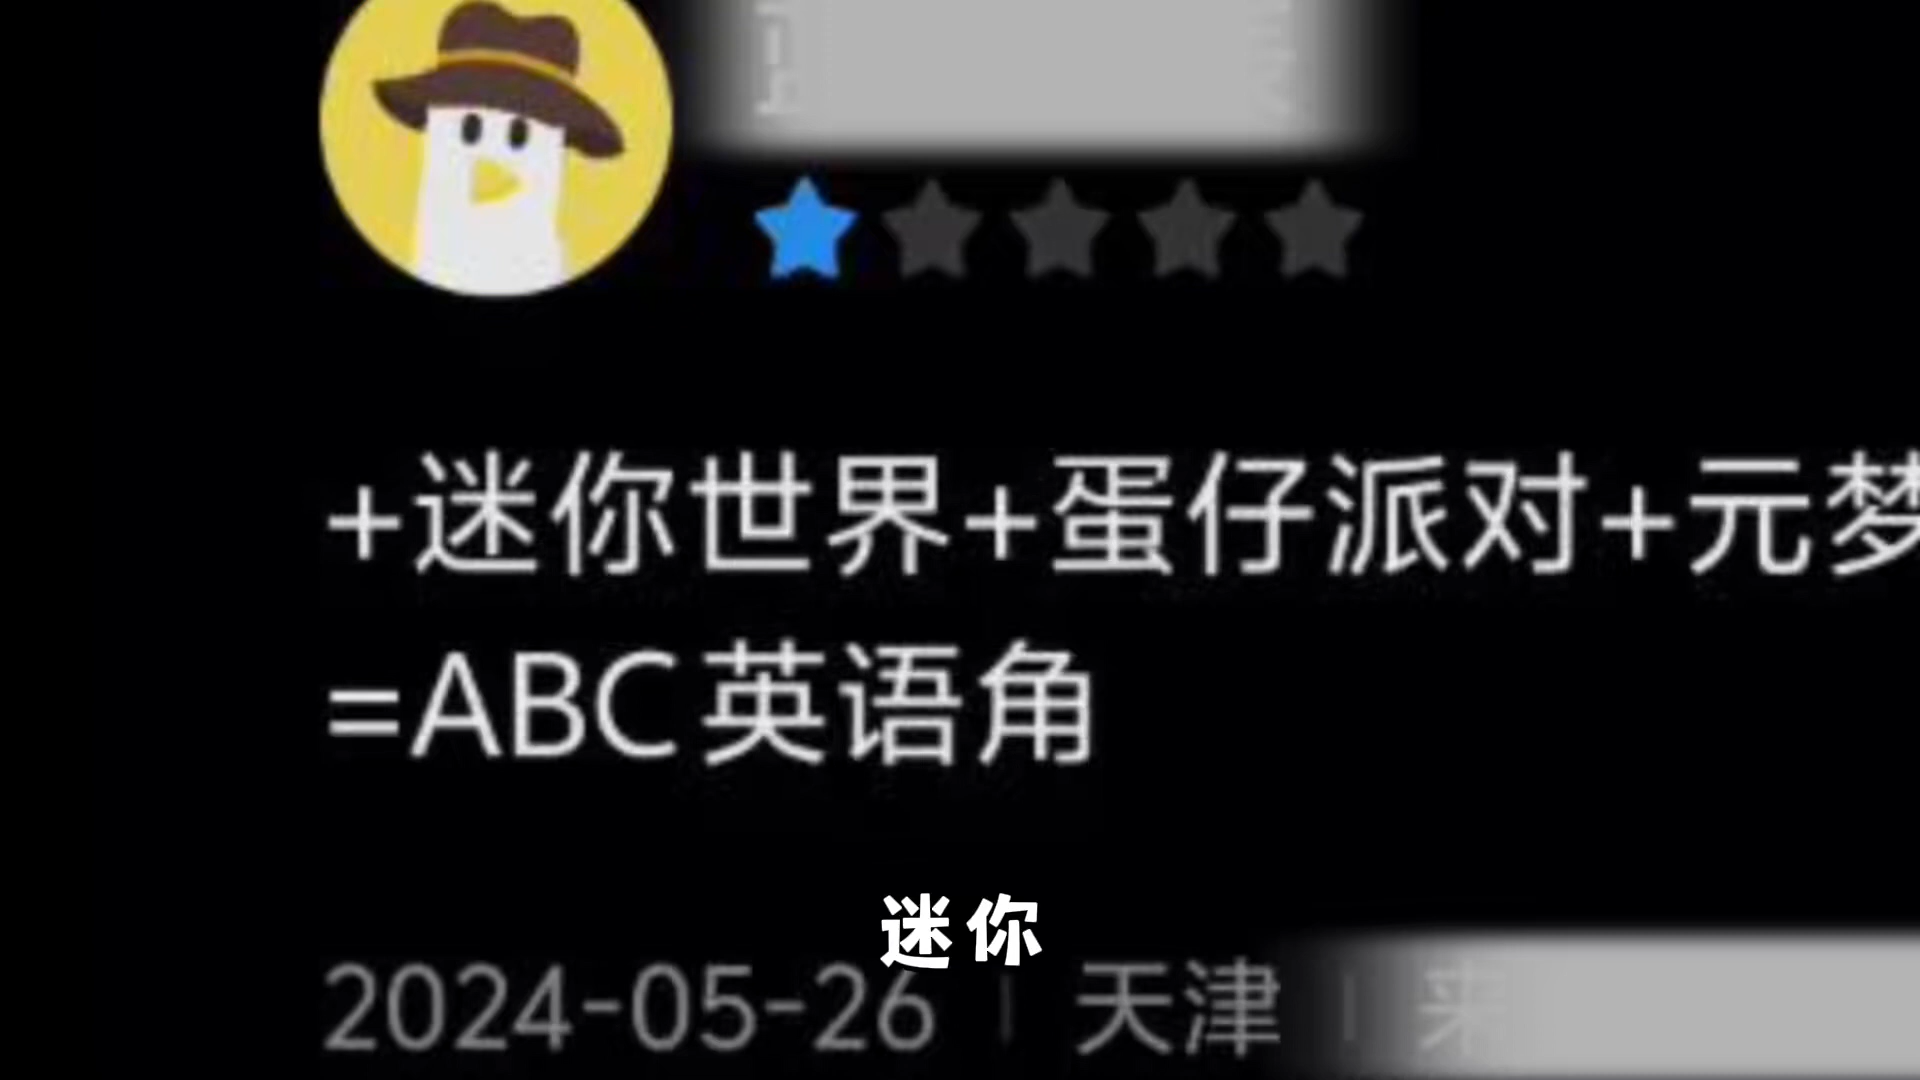 +迷你世界+蛋仔派对+元梦
=ABC英语角
迷你
2024-05-26 | 天津 | 来